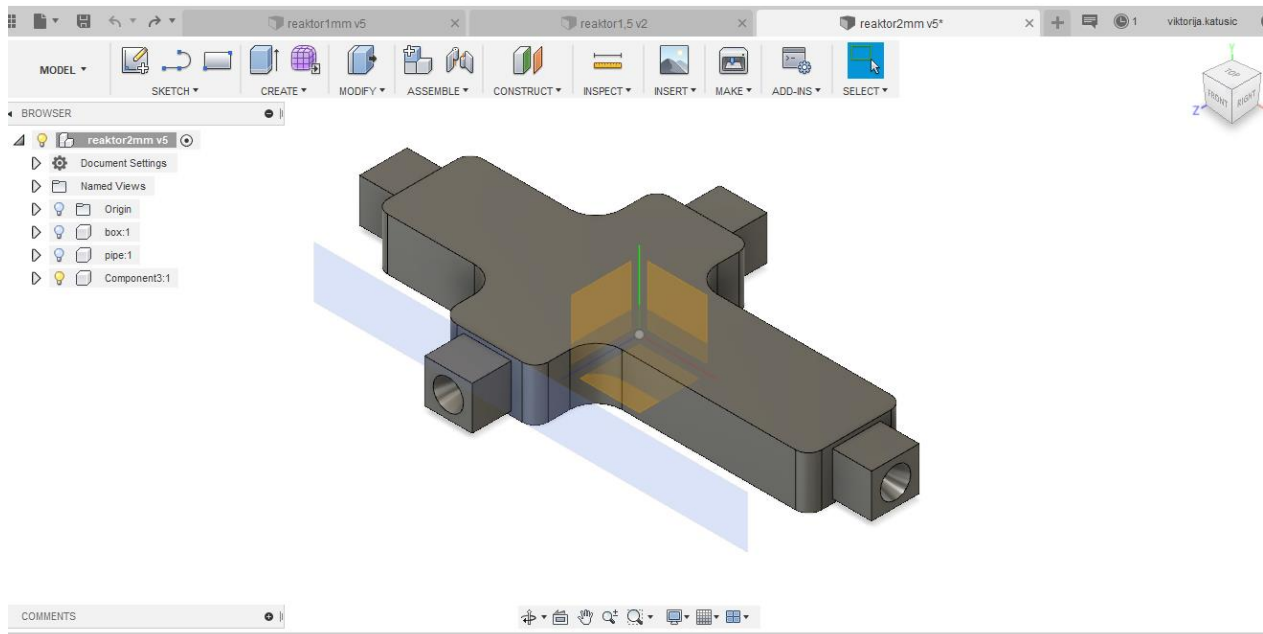 reaktor1mm v5
reaktor1,5 v2
reaktor2mm v5*
1
viktorija.katusic
MODEL
SKETCH
CREATE
MODIFY
ASSEMBLE
CONSTRUCT
INSPECT
INSERT
MAKE
ADD-INS
SELECT
Y
TOP
FRONT
RIGHT
Z
BROWSER
reaktor2mm v5
Document Settings
Named Views
Origin
box:1
pipe:1
Component3:1
COMMENTS